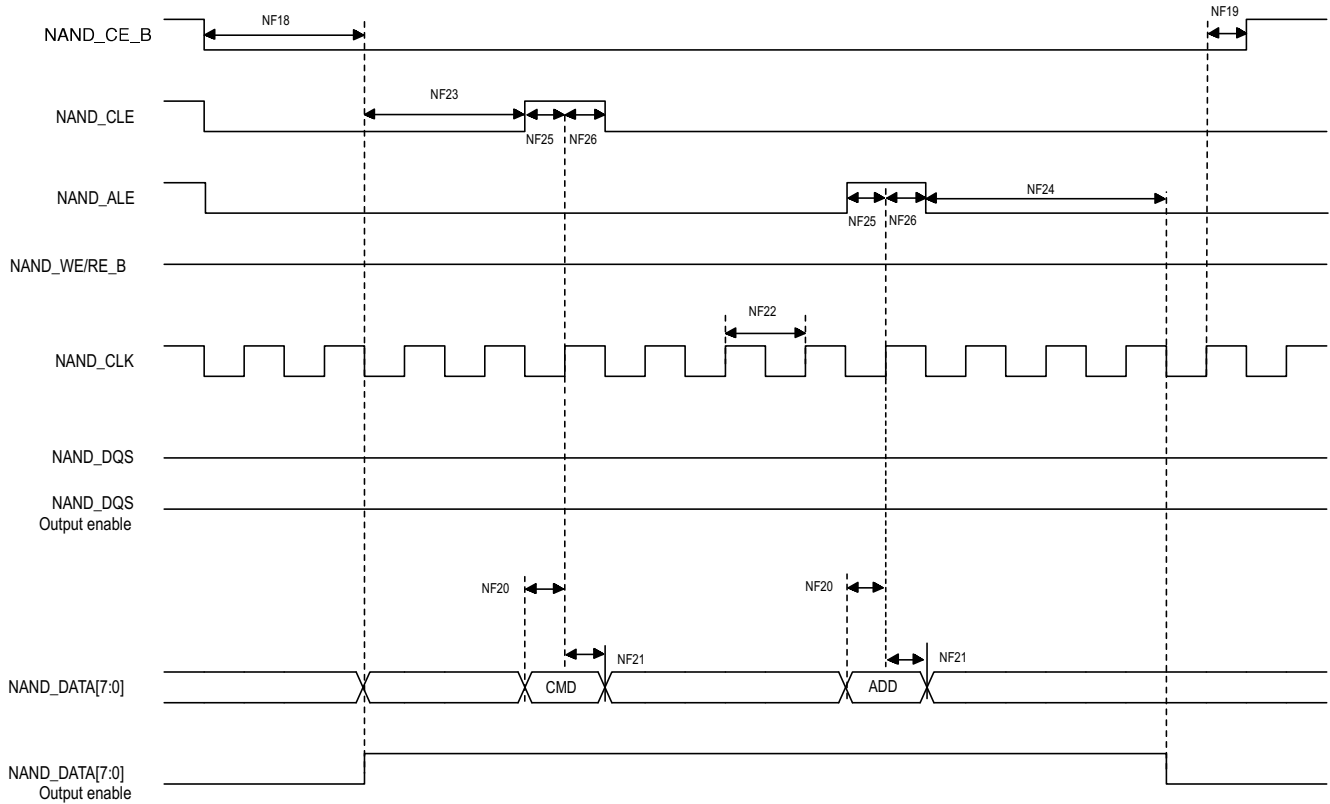 NF18
NF19
NAND_CE_B
NF23
NAND_CLE
NF25
NF26
NAND_ALE
NF24
NF25
NF26
NAND_WE/RE_B
NF22
NAND_CLK
NAND_DQS
NAND_DQS
Output enable
NF20
NF20
NF21
NF21
NAND_DATA[7:0]
CMD
ADD
NAND_DATA[7:0]
Output enable